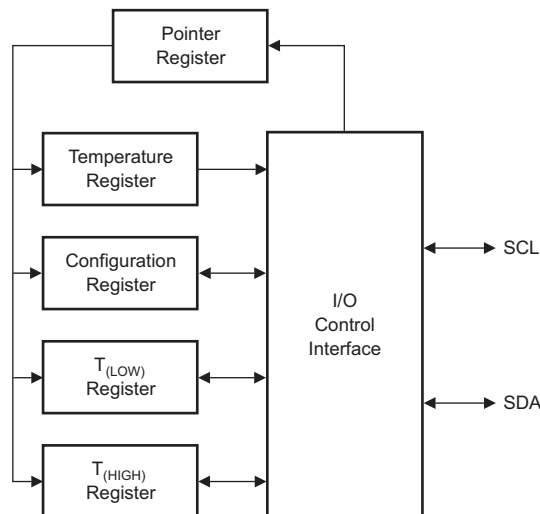 Pointer
Register
Temperature
Register
Configuration
Register
T(LOW)
Register
T(HIGH)
Register
I/O
Control
Interface
SCL
SDA